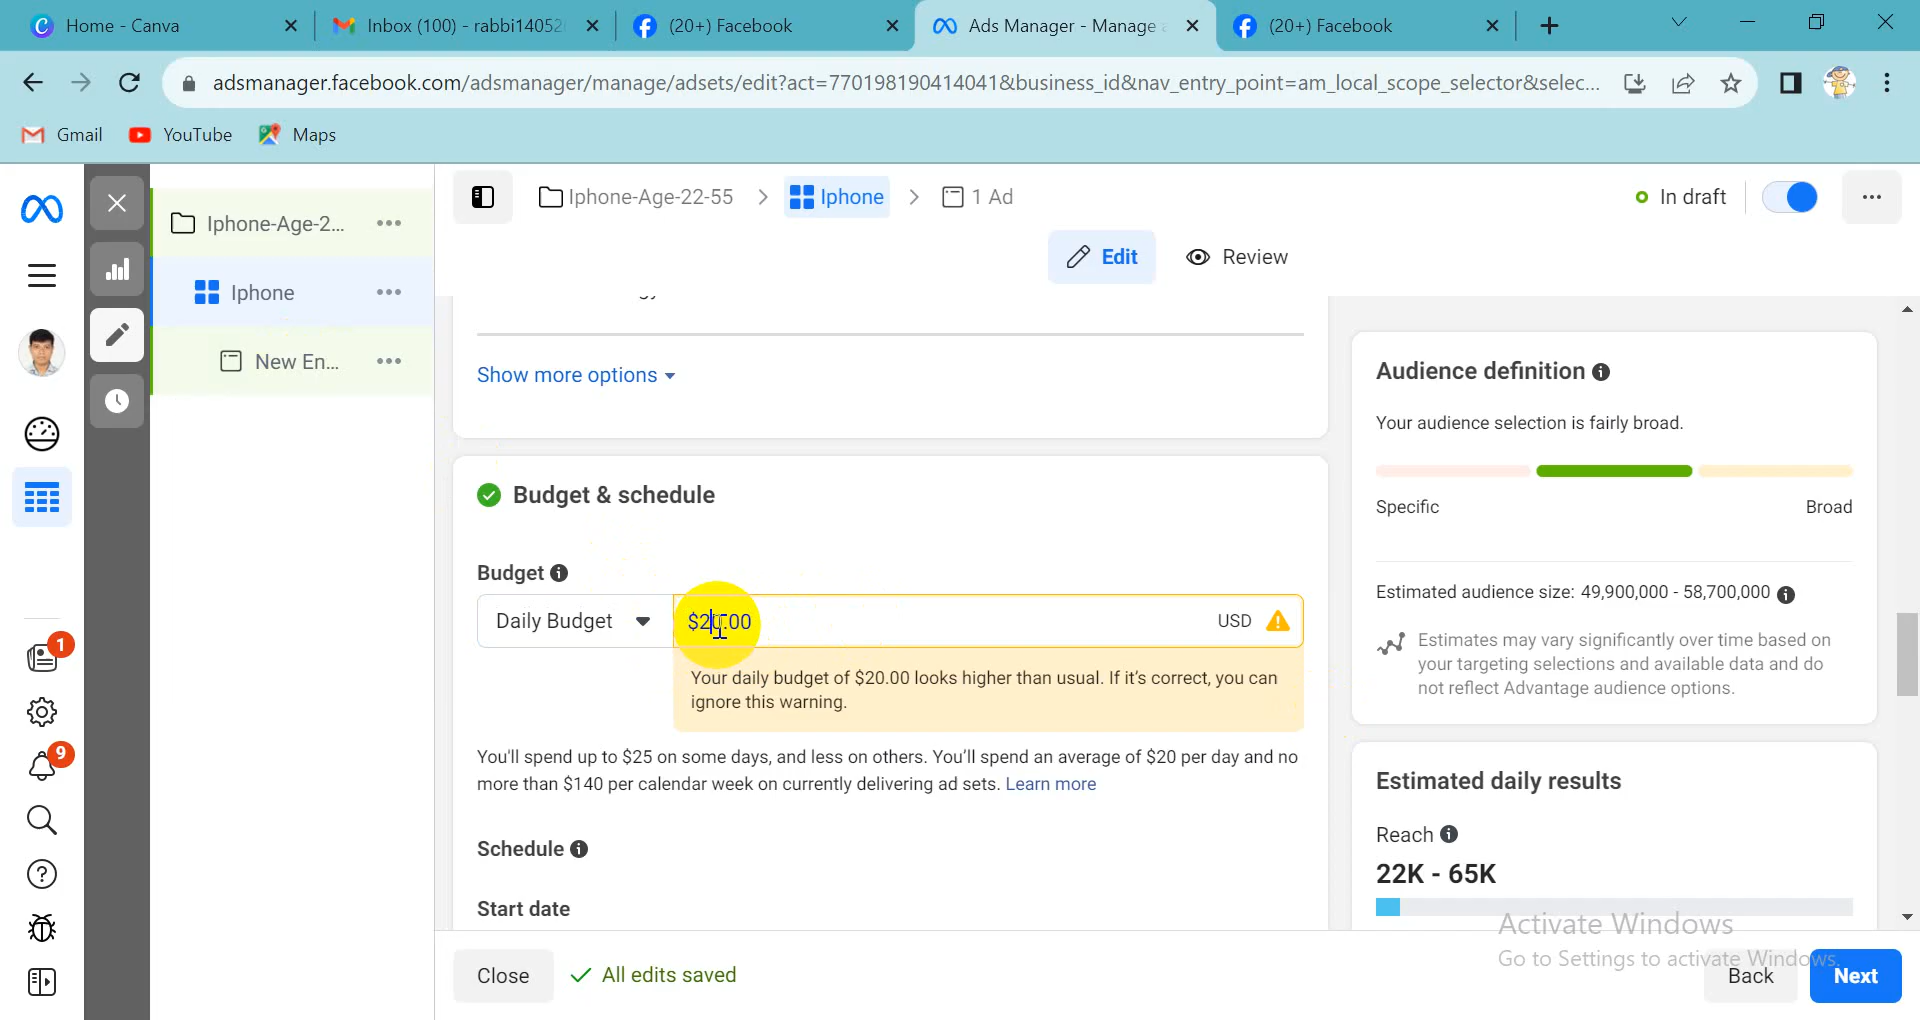 Home - Canva
Inbox (100) - rabbi14052
(20+) Facebook
Ads Manager - Manage a
(20+) Facebook
adsmanager.facebook.com/adsmanager/manage/adsets/edit?act=770198190414041&business_id&nav_entry_point=am_local_scope_selector&selec...
Gmail
YouTube
Maps
Iphone-Age-2...
Iphone
New En...
1
9
Iphone-Age-22-55
Iphone
1 Ad
In draft
Edit
Review
Show more options
Budget & schedule
Budget
Daily Budget
$20.00
USD
Your daily budget of $20.00 looks higher than usual. If it's correct, you can
ignore this warning.
You'll spend up to $25 on some days, and less on others. You'll spend an average of $20 per day and no
more than $140 per calendar week on currently delivering ad sets. Learn more
Schedule
Start date
Close
All edits saved
Audience definition
Your audience selection is fairly broad.
Specific
Broad
Estimated audience size: 49,900,000 - 58,700,000
Estimates may vary significantly over time based on
your targeting selections and available data and do
not reflect Advantage audience options.
Estimated daily results
Reach
22K - 65K
Activate Windows
Go to Settings to activate Windows.
Back
Next